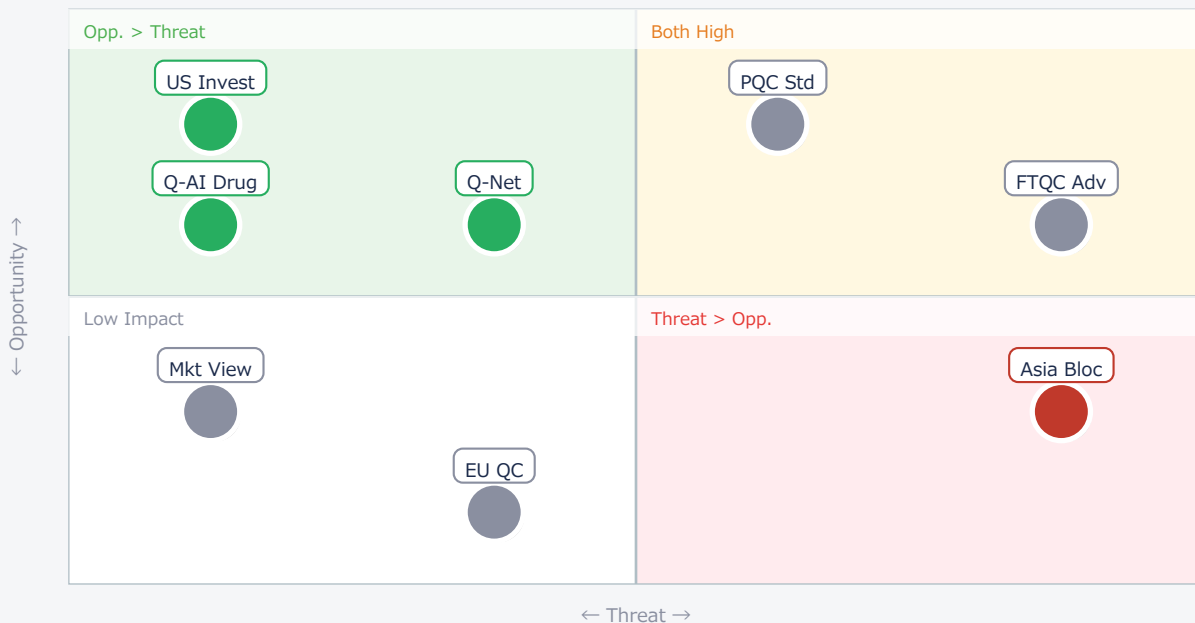 Opp. > Threat
Both High
US Invest
PQC Std
Q-AI Drug
Q-Net
FTQC Adv
← Opportunity →
Low Impact
Threat > Opp.
Mkt View
Asia Bloc
EU QC
← Threat →